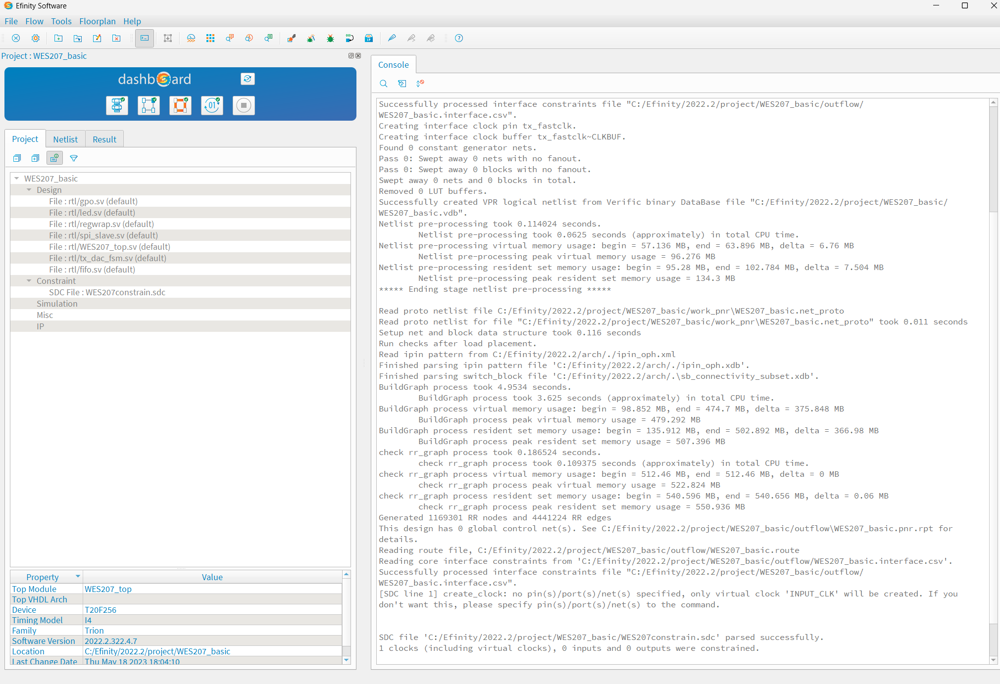 Efinity Software
File Flow Tools Floorplan Help
Project : WES207_basic
dashboard
Project Netlist Result
WES207_basic
Design
File : rtl/gpo.sv (default)
File : rtl/led.sv (default)
File : rtl/regwrap.sv (default)
File : rtl/spi_slave.sv (default)
File : rtl/WES207_top.sv (default)
File : rtl/tx_dac_fsm.sv (default)
File : rtl/fifo.sv (default)
Constraint
SDC File : WES207constrain.sdc
Simulation
Misc
IP
Property Value
Top Module WES207_top
Top VHDL Arch
Device T20F256
Timing Model I4
Family Trion
Software Version 2022.2.322.4.7
Location C:/Efinity/2022.2/project/WES207_basic
Last Change Date Thu May 18 2023 18:04:10
Console
Successfully processed interface constraints file "C:/Efinity/2022.2/project/WES207_basic/outflow/
WES207_basic.interface.csv".
Creating interface clock pin tx_fastclk.
Creating interface clock buffer tx_fastclk~CLKBUF.
Found 0 constant generator nets.
Pass 0: Swept away 0 nets with no fanout.
Pass 0: Swept away 0 blocks with no fanout.
Swept away 0 nets and 0 blocks in total.
Removed 0 LUT buffers.
Successfully created VPR logical netlist from Verific binary DataBase file "C:/Efinity/2022.2/project/WES207_basic/
WES207_basic.vdb".
Netlist pre-processing took 0.114024 seconds.
Netlist pre-processing took 0.0625 seconds (approximately) in total CPU time.
Netlist pre-processing virtual memory usage: begin = 57.136 MB, end = 63.896 MB, delta = 6.76 MB
Netlist pre-processing peak virtual memory usage = 96.276 MB
Netlist pre-processing resident set memory usage: begin = 95.28 MB, end = 102.784 MB, delta = 7.504 MB
Netlist pre-processing peak resident set memory usage = 134.3 MB
***** Ending stage netlist pre-processing *****
Read proto netlist file C:/Efinity/2022.2/project/WES207_basic/work_pnr\WES207_basic.net_proto
Read proto netlist for file "C:/Efinity/2022.2/project/WES207_basic/work_pnr\WES207_basic.net_proto" took 0.011 seconds
Setup net and block data structure took 0.116 seconds
Run checks after load placement.
Read ipin pattern from C:/Efinity/2022.2/arch/./ipin_oph.xml
Finished parsing ipin pattern file 'C:/Efinity/2022.2/arch/./ipin_oph.xdb'.
Finished parsing switch_block file 'C:/Efinity/2022.2/arch/.\sb_connectivity_subset.xdb'.
BuildGraph process took 4.9534 seconds.
BuildGraph process took 3.625 seconds (approximately) in total CPU time.
BuildGraph process virtual memory usage: begin = 98.852 MB, end = 474.7 MB, delta = 375.848 MB
BuildGraph process peak virtual memory usage = 479.292 MB
BuildGraph process resident set memory usage: begin = 135.912 MB, end = 502.892 MB, delta = 366.98 MB
BuildGraph process peak resident set memory usage = 507.396 MB
check rr_graph process took 0.186524 seconds.
check rr_graph process took 0.109375 seconds (approximately) in total CPU time.
check rr_graph process virtual memory usage: begin = 512.46 MB, end = 512.46 MB, delta = 0 MB
check rr_graph process peak virtual memory usage = 522.824 MB
check rr_graph process resident set memory usage: begin = 540.596 MB, end = 540.656 MB, delta = 0.06 MB
check rr_graph process peak resident set memory usage = 550.936 MB
Generated 1169301 RR nodes and 4441224 RR edges
This design has 0 global control net(s). See C:/Efinity/2022.2/project/WES207_basic/outflow\WES207_basic.pnr.rpt for
details.
Reading route file, C:/Efinity/2022.2/project/WES207_basic/outflow/WES207_basic.route
Reading core interface constraints from 'C:/Efinity/2022.2/project/WES207_basic/outflow/WES207_basic.interface.csv'.
Successfully processed interface constraints file "C:/Efinity/2022.2/project/WES207_basic/outflow/
WES207_basic.interface.csv".
[SDC line 1] create_clock: no pin(s)/port(s)/net(s) specified, only virtual clock 'INPUT_CLK' will be created. If you
don't want this, please specify pin(s)/port(s)/net(s) to the command.
SDC file 'C:/Efinity/2022.2/project/WES207_basic/WES207constrain.sdc' parsed successfully.
1 clocks (including virtual clocks), 0 inputs and 0 outputs were constrained.